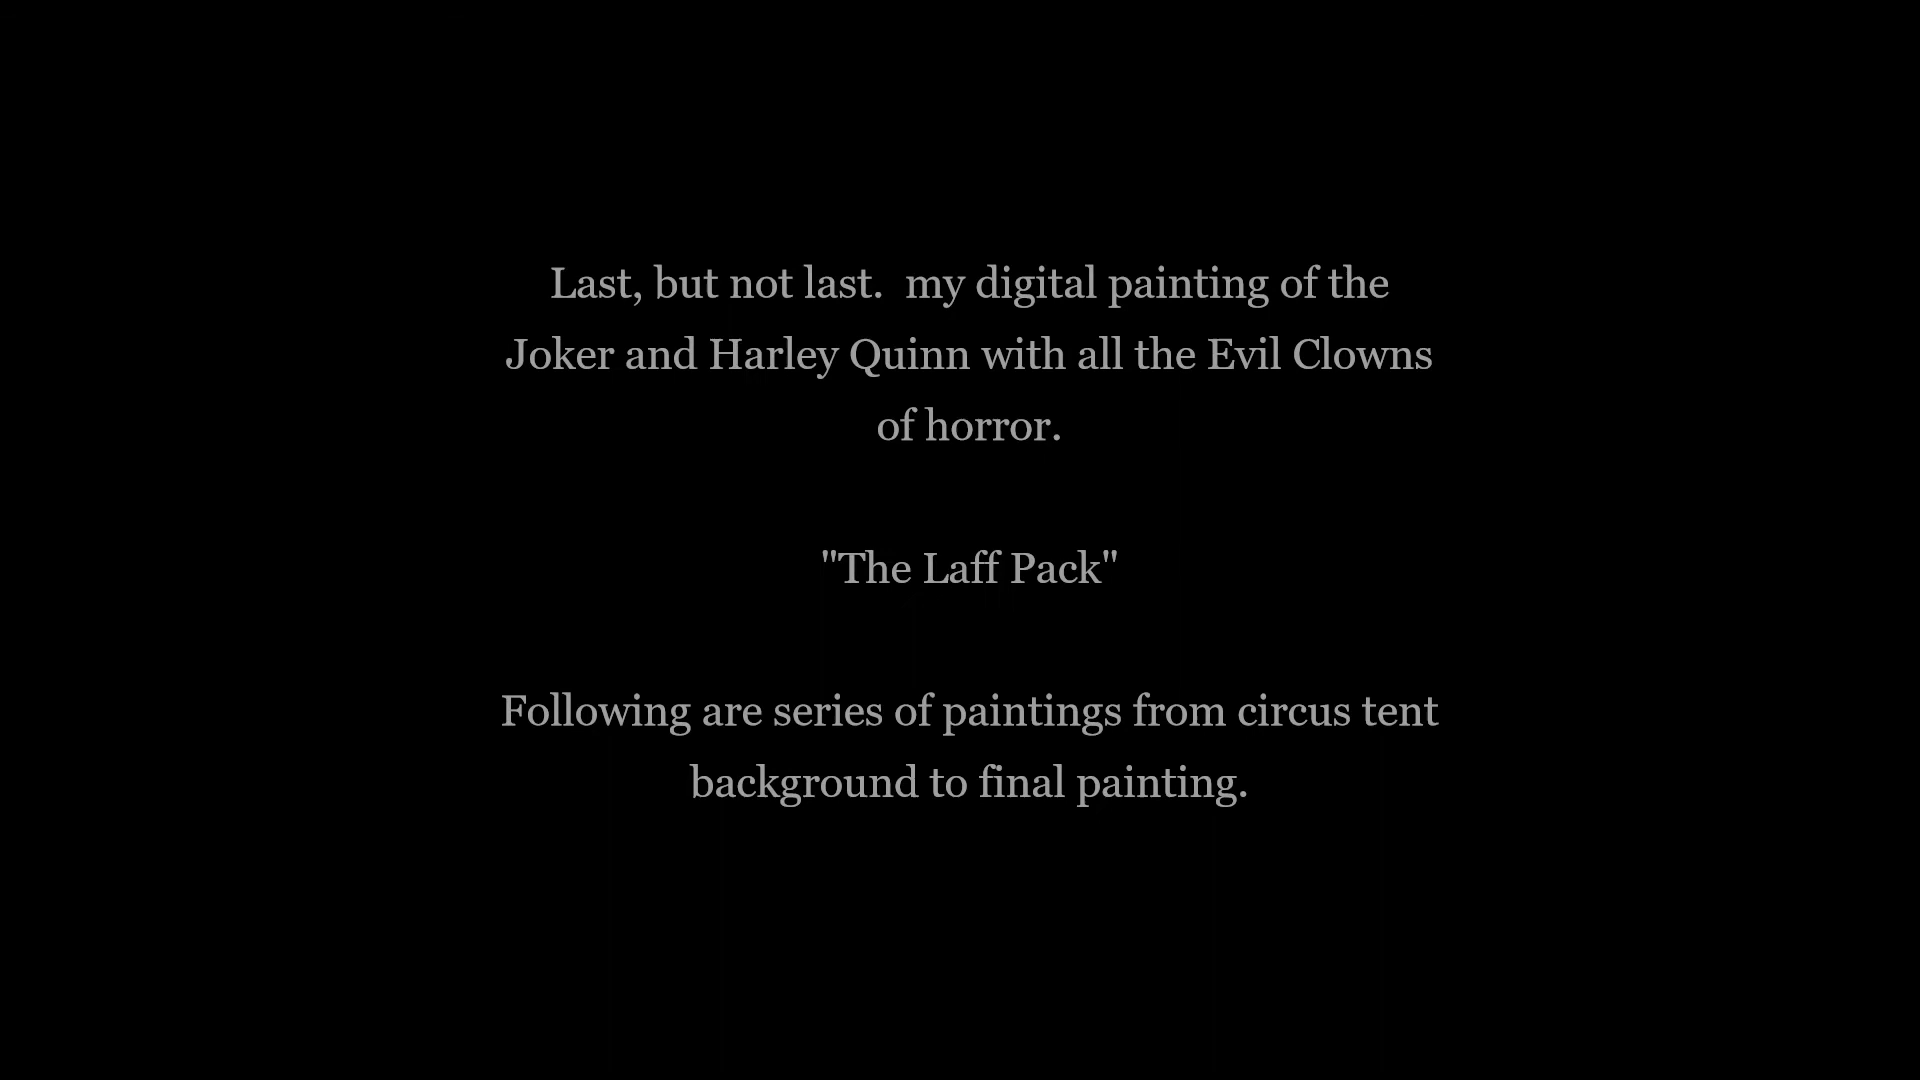 Last, but not last.  my digital painting of the
Joker and Harley Quinn with all the Evil Clowns
of horror.
"The Laff Pack"
Following are series of paintings from circus tent
background to final painting.